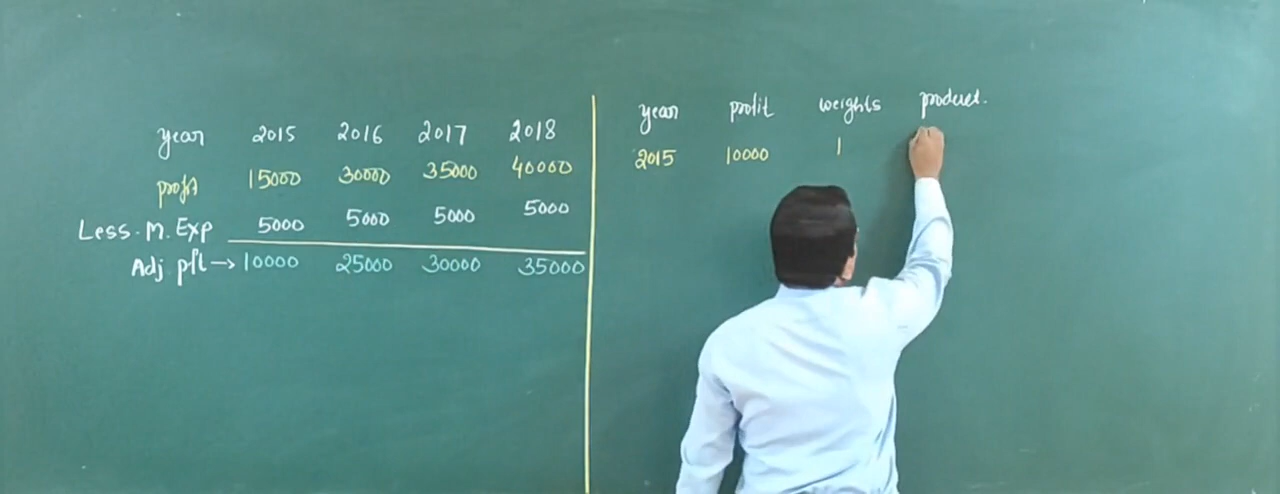 year 2015 2016 2017 2018
profit 15000 30000 35000 40000
Less. M. Exp 5000 5000 5000 5000
Adj pft → 10000 25000 30000 35000
year profit weights product.
2015 10000 1